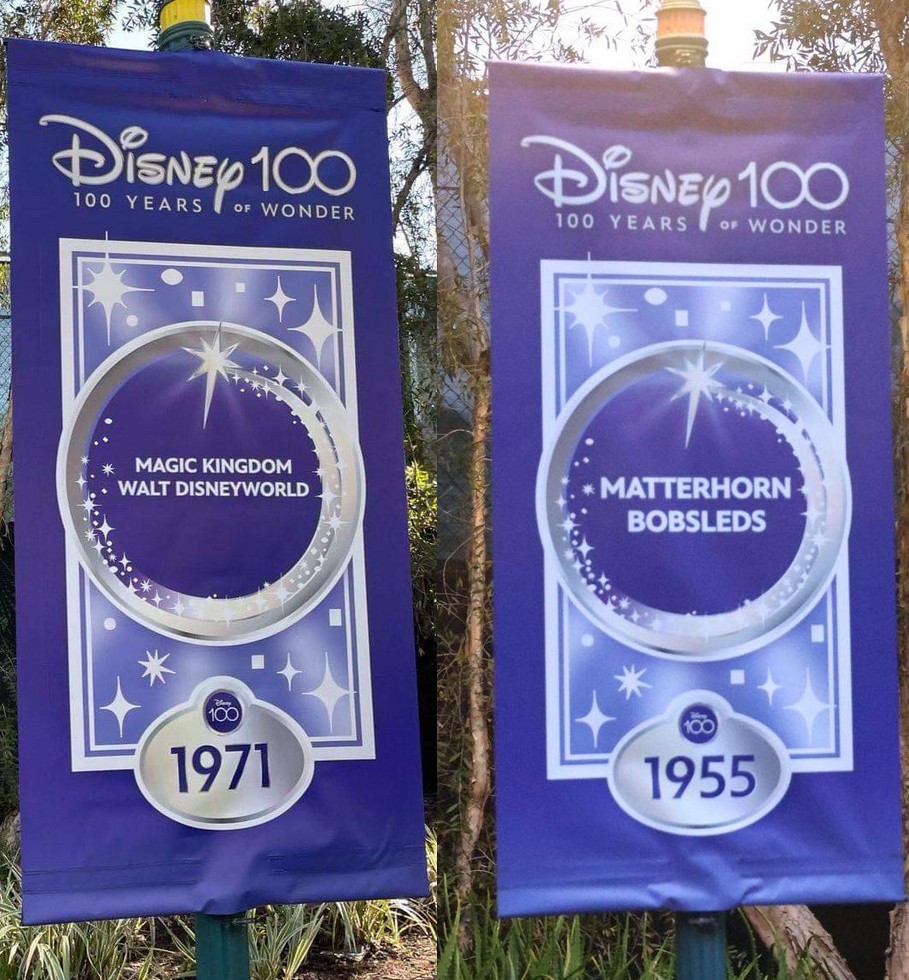 Disney 100
100 YEARS OF WONDER
MAGIC KINGDOM
WALT DISNEYWORLD
Disney
100
1971
Disney 100
100 YEARS OF WONDER
MATTERHORN
BOBSLEDS
Disney
100
1955